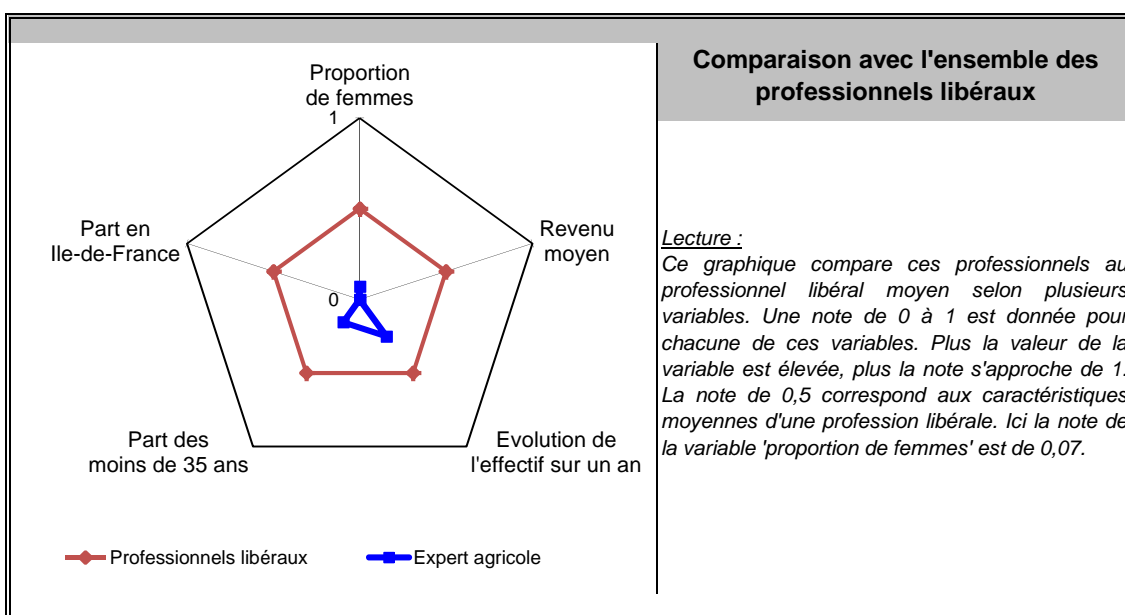 Comparaison avec l'ensemble des
professionnels libéraux
Proportion
de femmes
1
Part en
Ile-de-France
Revenu
moyen
0
Part des
moins de 35 ans
Evolution de
l'effectif sur un an
Professionnels libéraux
Expert agricole
Lecture :
Ce graphique compare ces professionnels au
professionnel libéral moyen selon plusieurs
variables. Une note de 0 à 1 est donnée pour
chacune de ces variables. Plus la valeur de la
variable est élevée, plus la note s'approche de 1.
La note de 0,5 correspond aux caractéristiques
moyennes d'une profession libérale. Ici la note de
la variable 'proportion de femmes' est de 0,07.